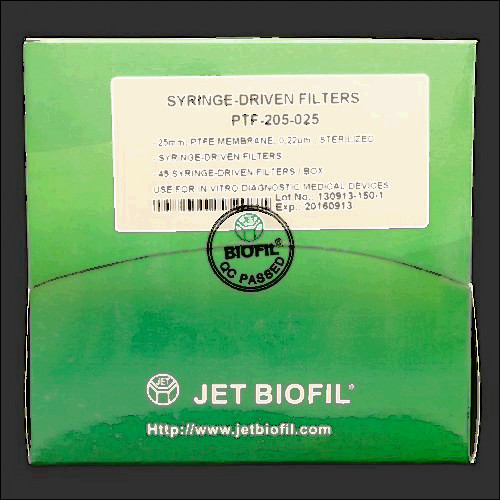 SYRINGE-DRIVEN FILTERS
PTF-205-025
25mm, PTFE MEMBRANE, 0.22μm, STERILIZED
SYRINGE-DRIVEN FILTERS
45 SYRINGE-DRIVEN FILTERS / BOX
USE FOR IN VITRO DIAGNOSTIC MEDICAL DEVICES
Lot No.: 130913-150-1
Exp.: 20160913
JET
BIOFIL®
QC PASSED
JET
JET BIOFIL®
Http://www.jetbiofil.com